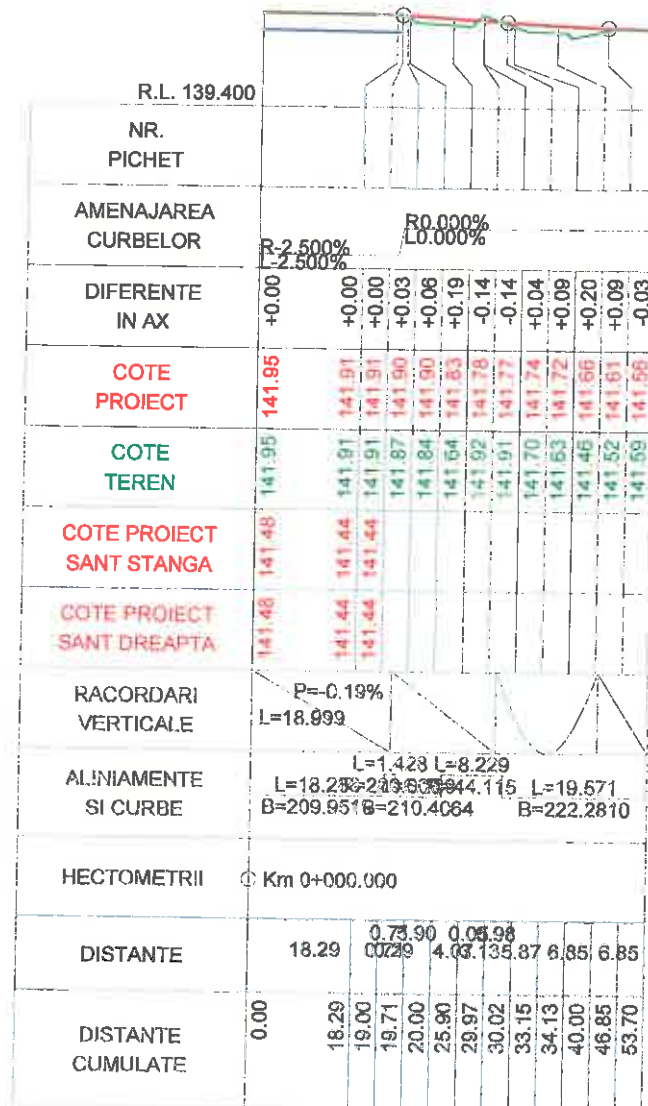 R.L. 139.400
NR.
PICHET
AMENAJAREA
CURBELOR
R-2.500%
L-2.500%
R0.000%
L0.000%
DIFERENTE
IN AX
+0.00 +0.00 +0.00 +0.03 +0.06 +0.19 -0.14 -0.14 +0.04 +0.09 +0.20 +0.09 -0.03
COTE
PROIECT
141.95 141.91 141.91 141.90 141.90 141.83 141.78 141.77 141.74 141.72 141.66 141.61 141.56
COTE
TEREN
141.95 141.91 141.91 141.87 141.84 141.64 141.92 141.91 141.70 141.63 141.46 141.52 141.59
COTE PROIECT
SANT STANGA
141.48 141.44 141.44
COTE PROIECT
SANT DREAPTA
141.48 141.44 141.44
RACORDARI
VERTICALE
P=-0.19%
L=18.999
ALINIAMENTE
SI CURBE
L=1.423 L=8.229
L=19.571
B=210.4064 B=222.2810
HECTOMETRII
Km 0+000.000
DISTANTE
18.29 6.85 6.85
DISTANTE
CUMULATE
0.00 18.29 19.00 19.71 20.00 25.90 29.97 30.02 33.15 34.13 40.00 46.85 53.70